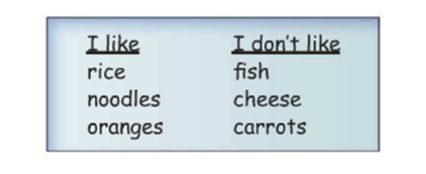 I like I don't like
rice fish
noodles cheese
oranges carrots